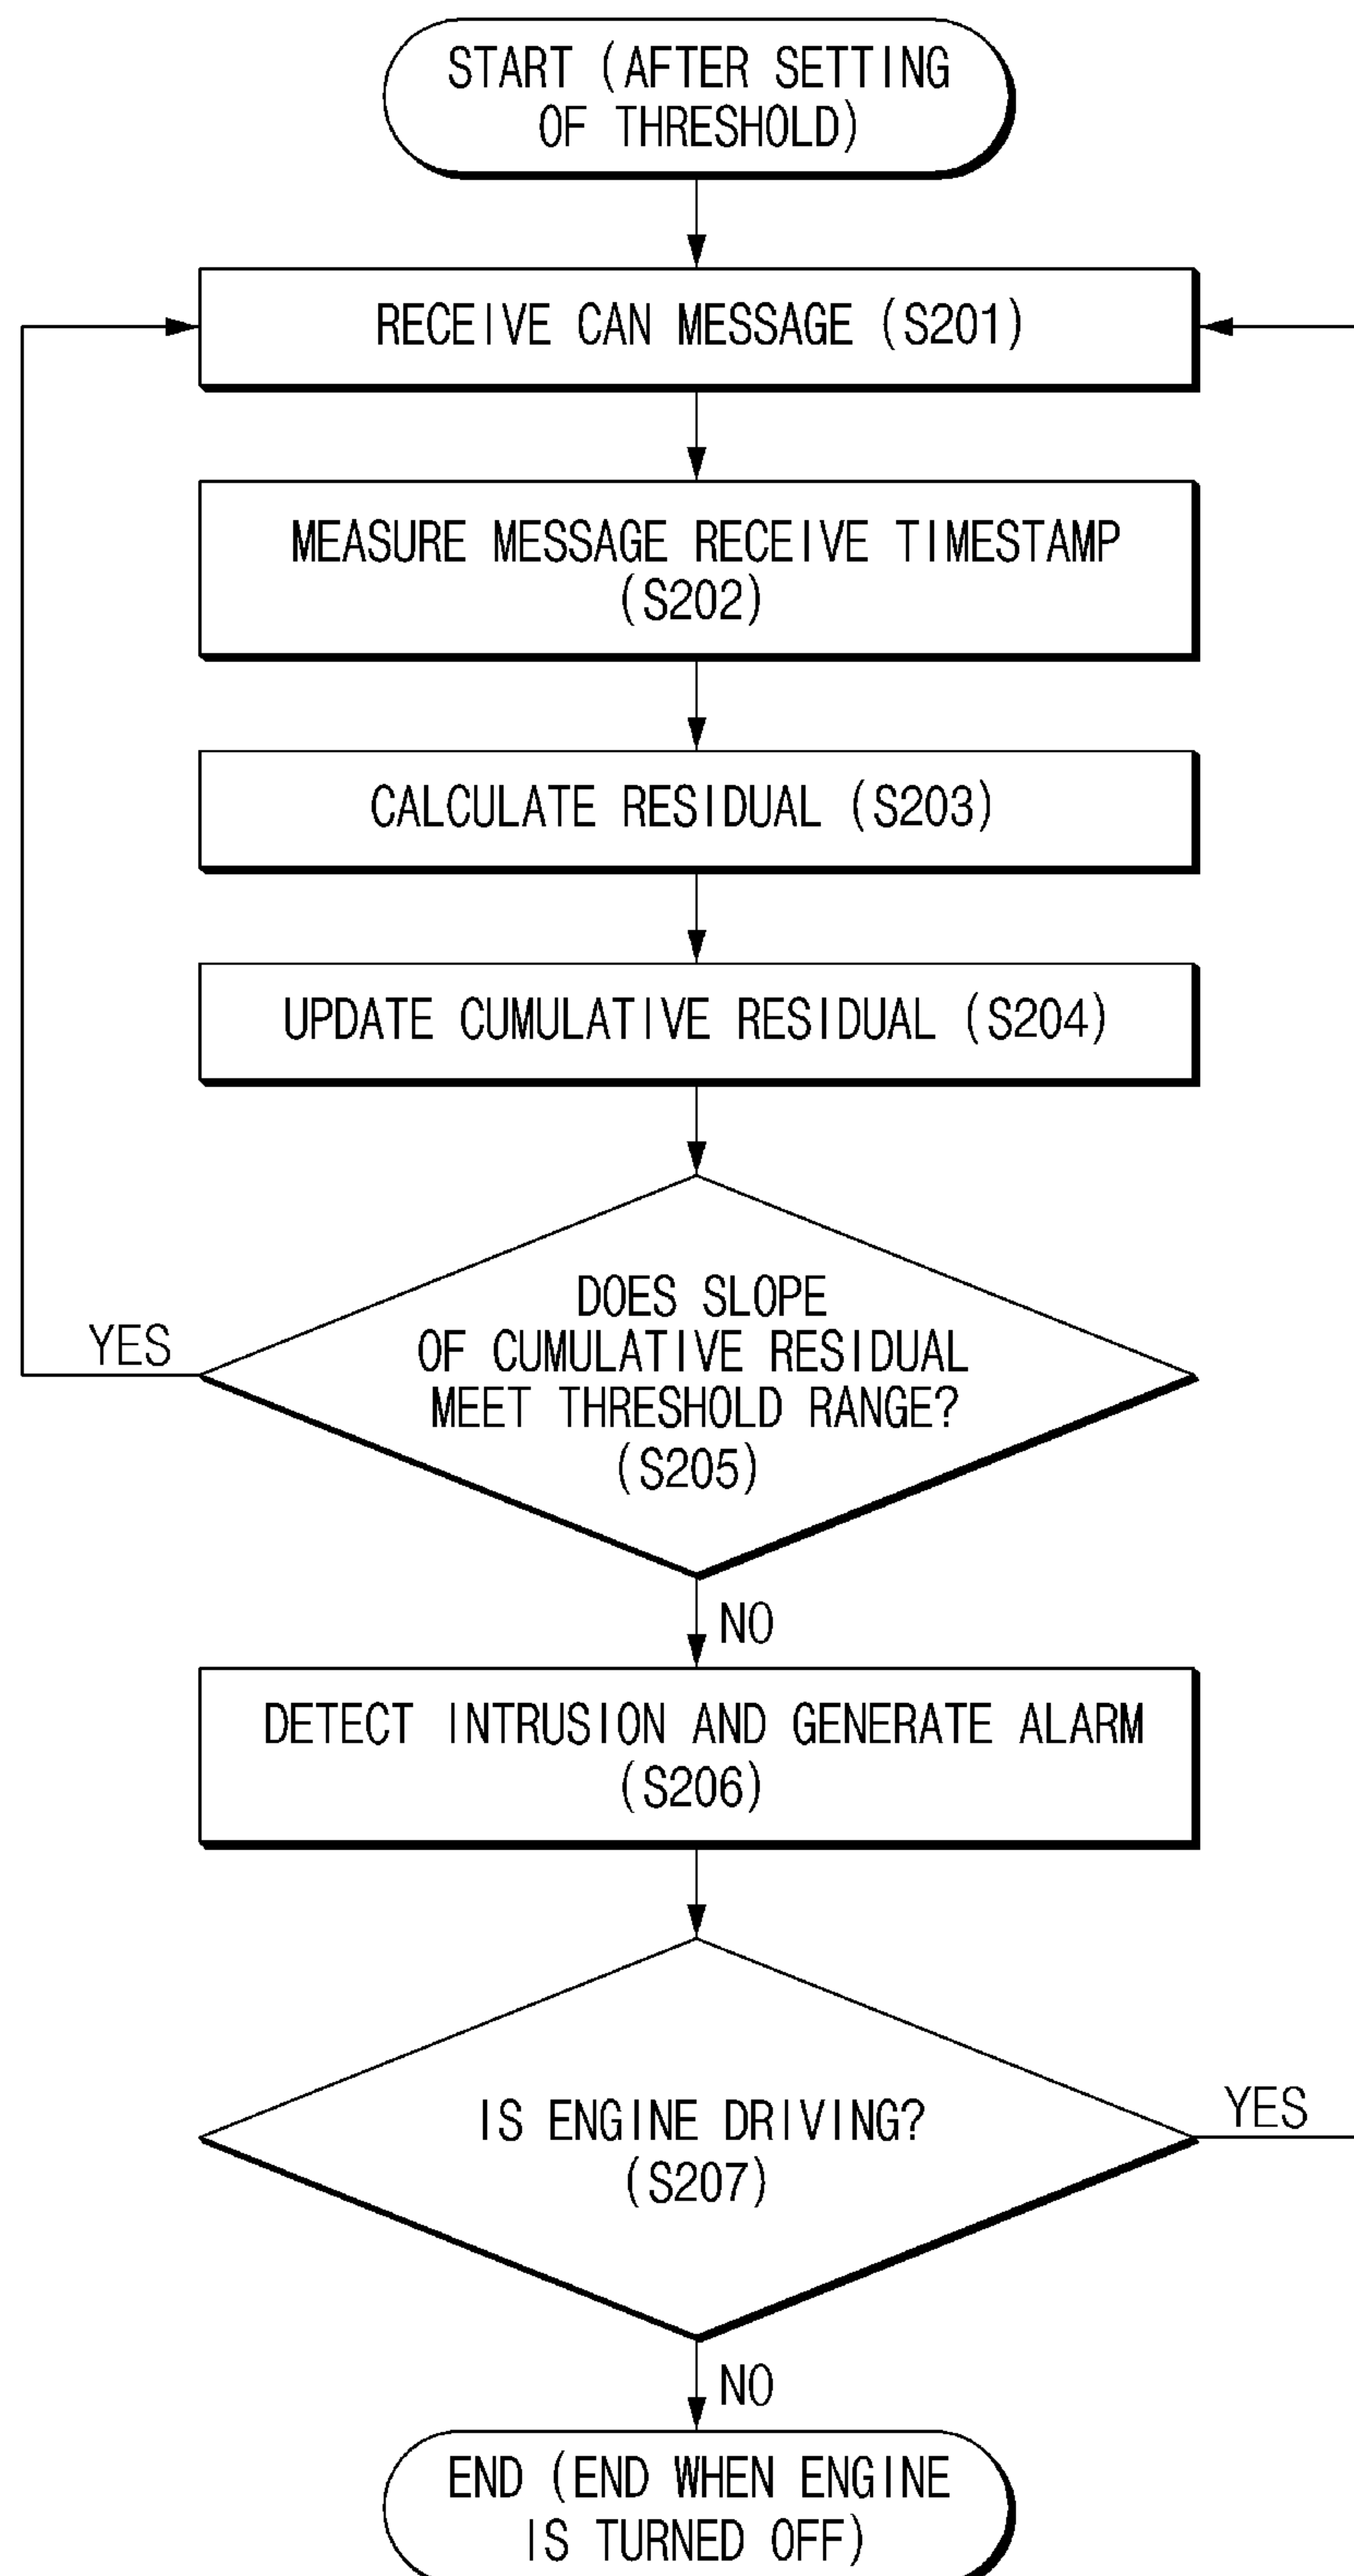 START (AFTER SETTING
OF THRESHOLD)
RECEIVE CAN MESSAGE (S201)
MEASURE MESSAGE RECEIVE TIMESTAMP
(S202)
CALCULATE RESIDUAL (S203)
UPDATE CUMULATIVE RESIDUAL (S204)
DOES SLOPE
OF CUMULATIVE RESIDUAL
MEET THRESHOLD RANGE?
(S205)
YES
NO
DETECT INTRUSION AND GENERATE ALARM
(S206)
IS ENGINE DRIVING?
(S207)
YES
NO
END (END WHEN ENGINE
IS TURNED OFF)